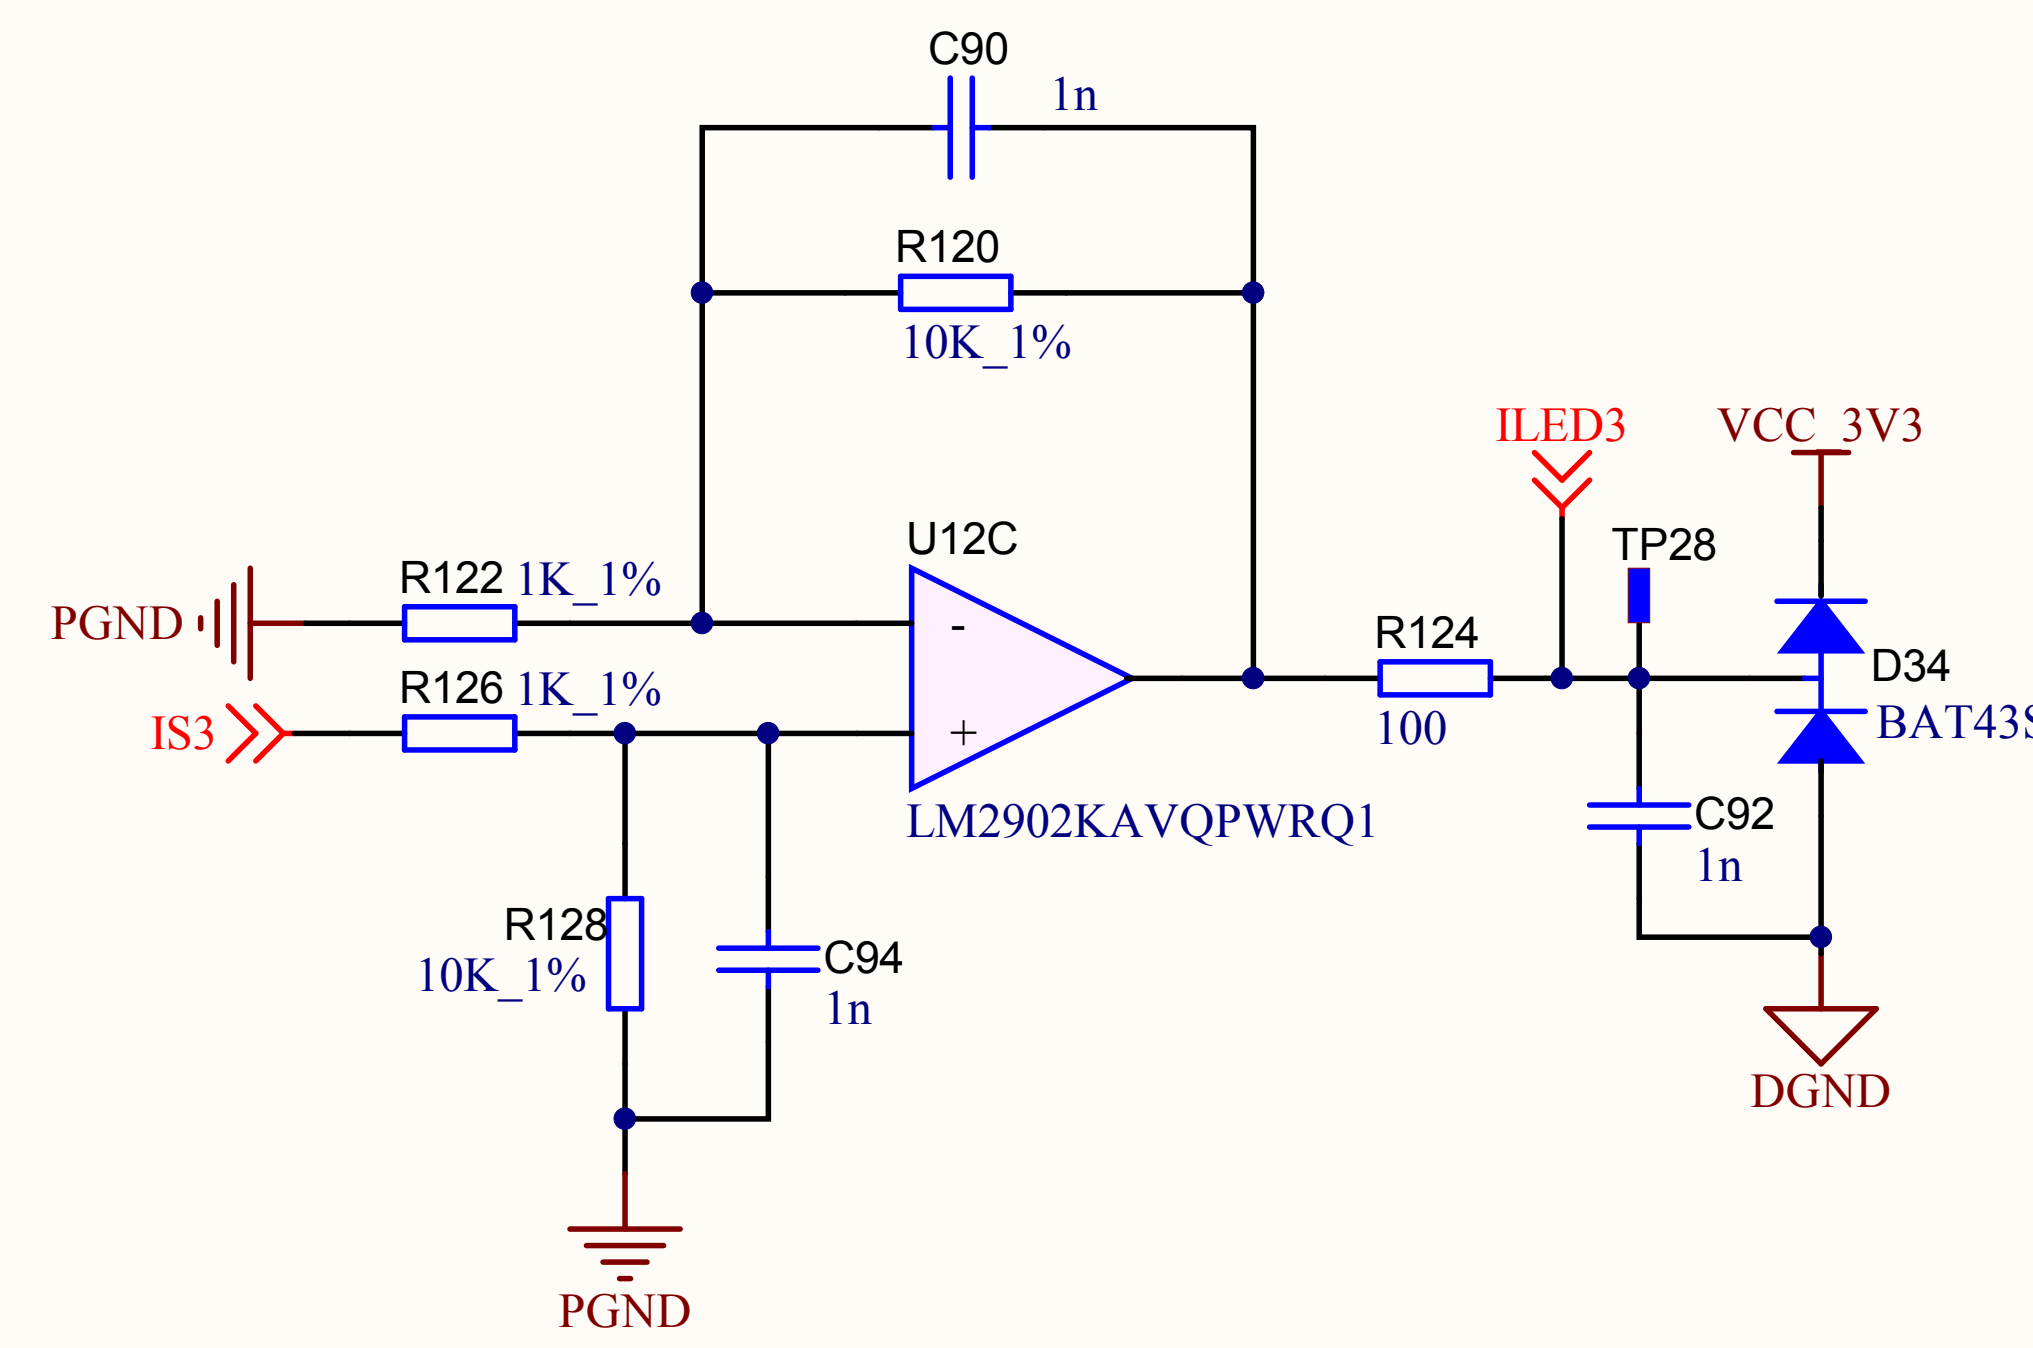 C90
1n
R120
10K_1%
ILED3
VCC_3V3
U12C
TP28
R122 1K_1%
PGND
-
R124
100
D34
BAT43S
R126 1K_1%
IS3
+
LM2902KAVQPWRQ1
C92
1n
R128
10K_1%
C94
1n
DGND
PGND